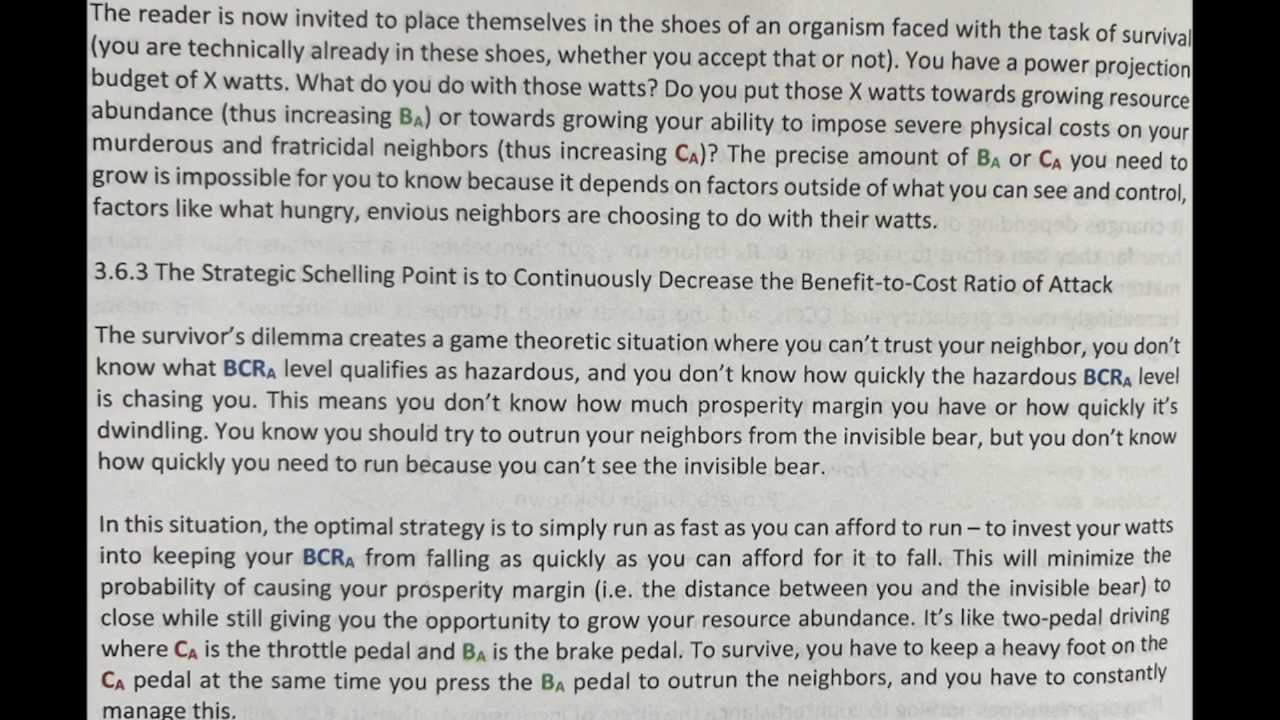 The reader is now invited to place themselves in the shoes of an organism faced with the task of survival
(you are technically already in these shoes, whether you accept that or not). You have a power projection
budget of X watts. What do you do with those watts? Do you put those X watts towards growing resource
abundance (thus increasing BA) or towards growing your ability to impose severe physical costs on your
murderous and fratricidal neighbors (thus increasing CA)? The precise amount of BA or CA you need to
grow is impossible for you to know because it depends on factors outside of what you can see and control,
factors like what hungry, envious neighbors are choosing to do with their watts.
3.6.3 The Strategic Schelling Point is to Continuously Decrease the Benefit-to-Cost Ratio of Attack
The survivor's dilemma creates a game theoretic situation where you can't trust your neighbor, you don't
know what BCRA level qualifies as hazardous, and you don't know how quickly the hazardous BCRA level
is chasing you. This means you don't know how much prosperity margin you have or how quickly it's
dwindling. You know you should try to outrun your neighbors from the invisible bear, but you don't know
how quickly you need to run because you can't see the invisible bear.
In this situation, the optimal strategy is to simply run as fast as you can afford to run – to invest your watts
into keeping your BCRA from falling as quickly as you can afford for it to fall. This will minimize the
probability of causing your prosperity margin (i.e. the distance between you and the invisible bear) to
close while still giving you the opportunity to grow your resource abundance. It's like two-pedal driving
where CA is the throttle pedal and BA is the brake pedal. To survive, you have to keep a heavy foot on the
CA pedal at the same time you press the BA pedal to outrun the neighbors, and you have to constantly
manage this.